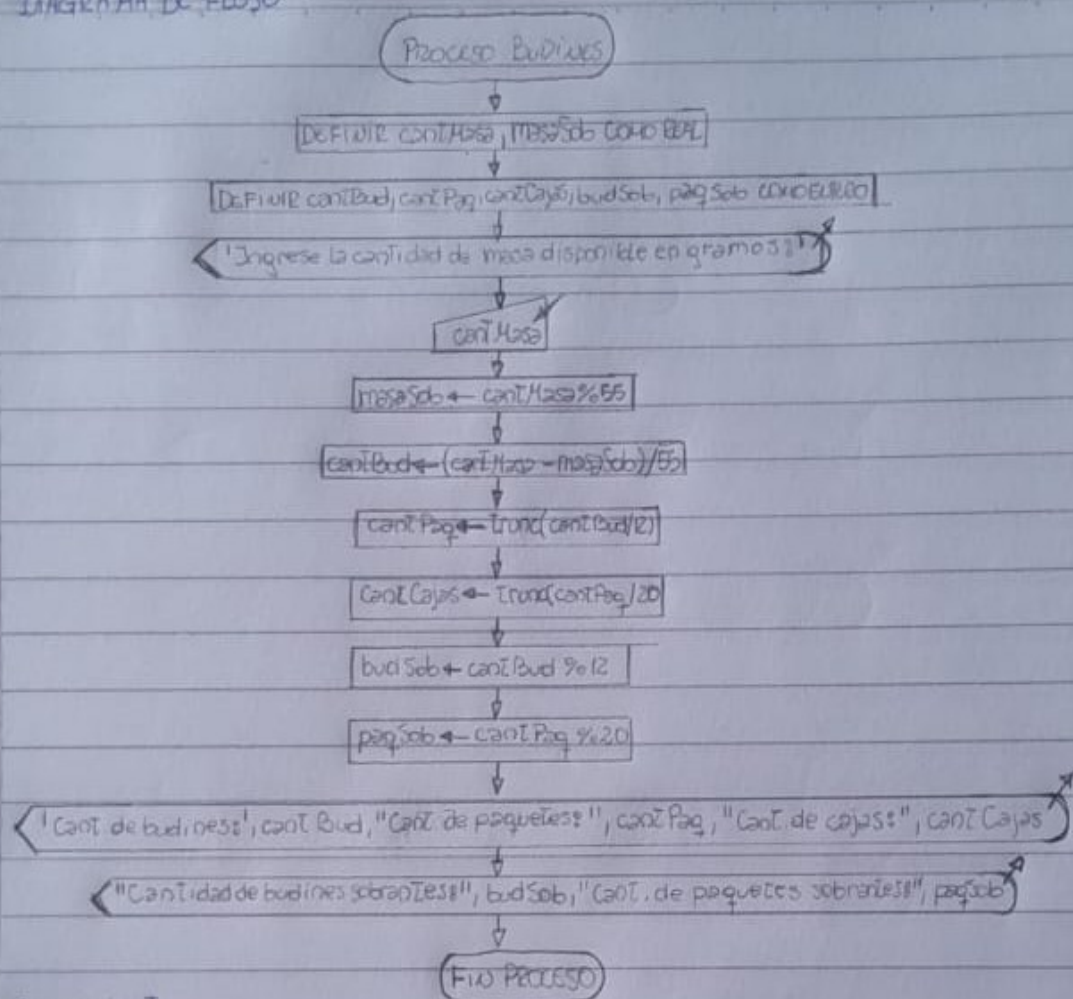 DIAGRAMA DE FLUJO
PROCESO BUDINES
DEFINIR cantMasa, masaSob COMO REAL
DEFINIR cantBud, cantPaq, cantCajas, budSob, paqSob COMO ENTERO
'Ingrese la cantidad de masa disponible en gramos:'
cantMasa
masaSob ← cantMasa%55
cantBud ← (cantMasa - masaSob)/55
cantPaq ← trunc(cantBud/12)
cantCajas ← trunc(cantPaq/20)
budSob ← cantBud %12
paqSob ← cantPaq %20
'Cant de budines:', cantBud, "Cant de paquetes:", cantPaq, "Cant. de cajas:", cantCajas
"Cantidad de budines sobrantes:", budSob, "Cant. de paquetes sobrantes:", paqSob
FIN PROCESO